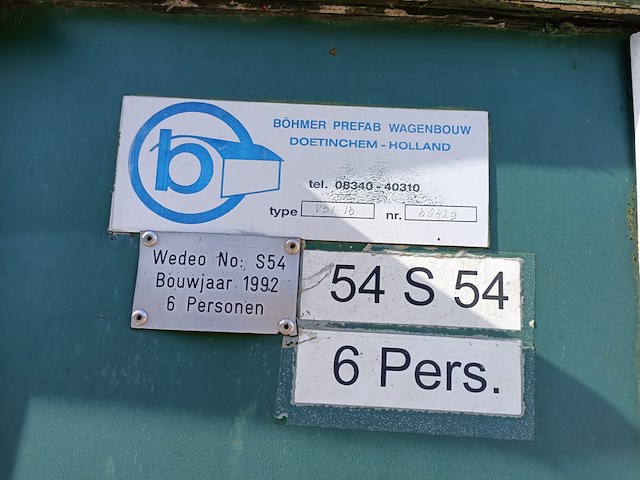 b
BÖHMER PREFAB WAGENBOUW
DOETINCHEM - HOLLAND
tel. 08340 - 40310
type nr.
Wedeo No: S54
Bouwjaar 1992
6 Personen
54 S 54
6 Pers.